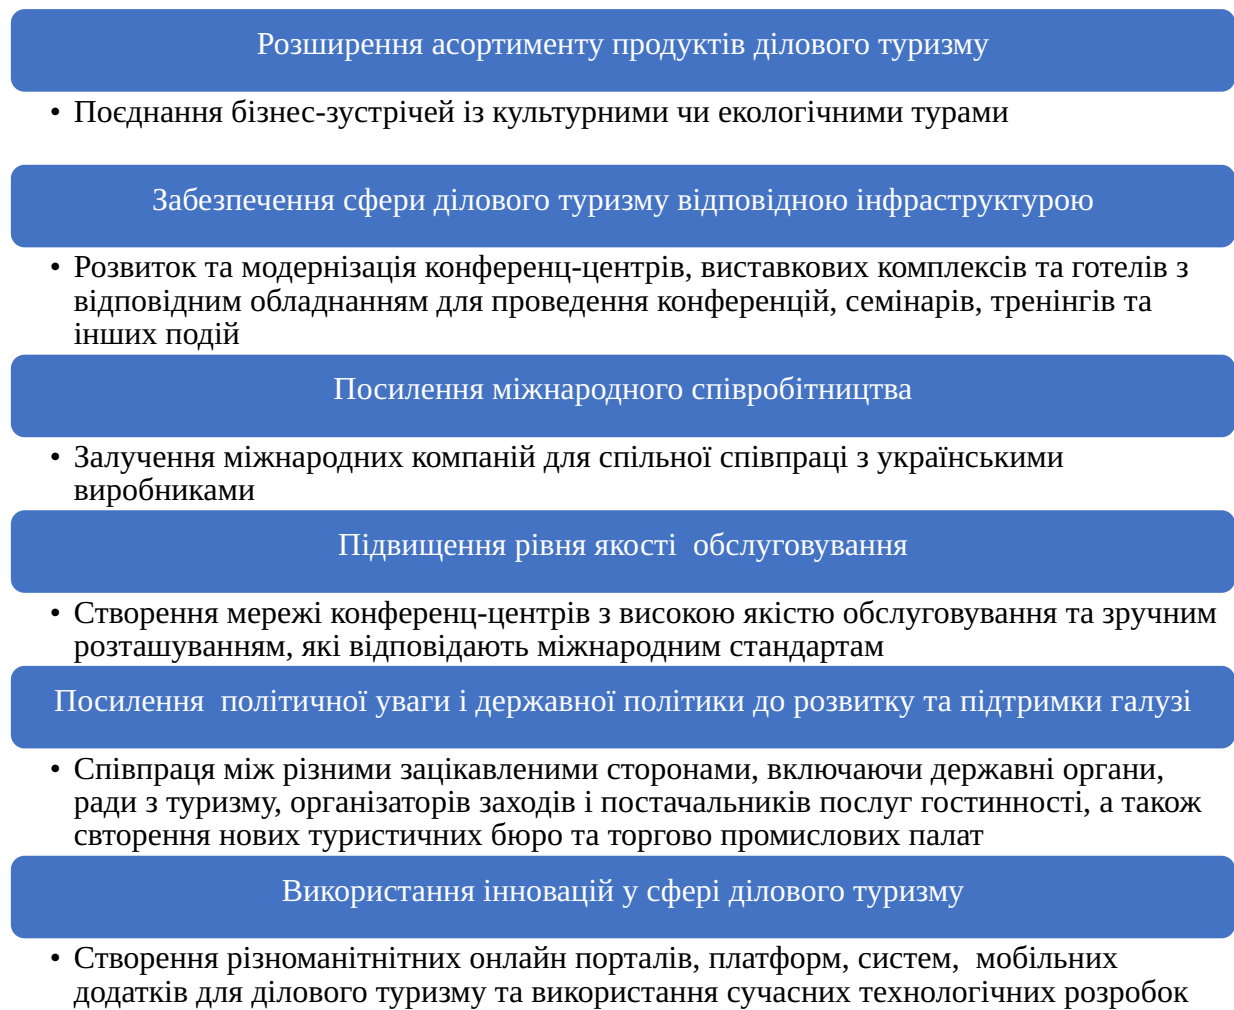 Розширення асортименту продуктів ділового туризму
• Поєднання бізнес-зустрічей із культурними чи екологічними турами
Забезпечення сфери ділового туризму відповідною інфраструктурою
• Розвиток та модернізація конференц-центрів, виставкових комплексів та готелів з
відповідним обладнанням для проведення конференцій, семінарів, тренінгів та
інших подій
Посилення міжнародного співробітництва
• Залучення міжнародних компаній для спільної співпраці з українськими
виробниками
Підвищення рівня якості  обслуговування
• Створення мережі конференц-центрів з високою якістю обслуговування та зручним
розташуванням, які відповідають міжнародним стандартам
Посилення  політичної уваги і державної політики до розвитку та підтримки галузі
• Співпраця між різними зацікавленими сторонами, включаючи державні органи,
ради з туризму, організаторів заходів і постачальників послуг гостинності, а також
свторення нових туристичних бюро та торгово промислових палат
Використання інновацій у сфері ділового туризму
• Створення різноманітнітних онлайн порталів, платформ, систем,  мобільних
додатків для ділового туризму та використання сучасних технологічних розробок